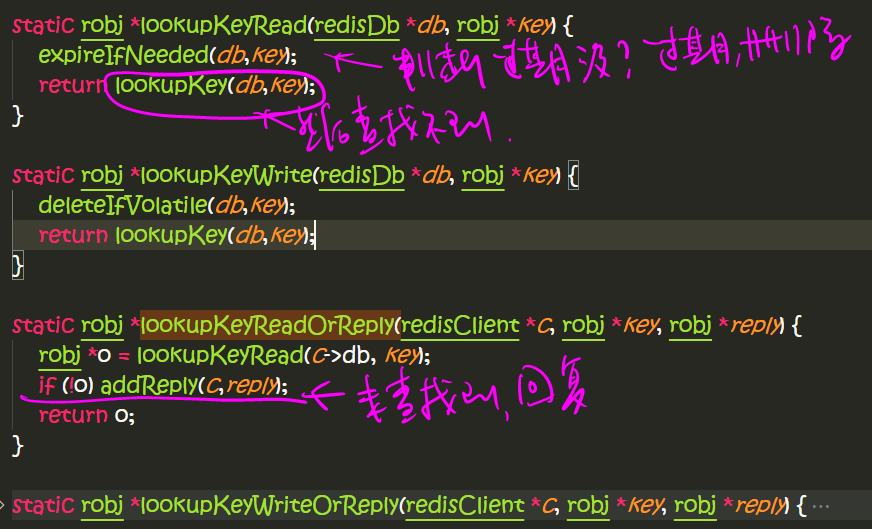 static robj *lookupKeyRead(redisDb *db, robj *key) {
expireIfNeeded(db,key); ← 判断 过期没? 过期,删除
return lookupKey(db,key);
}
← 查找不到.
static robj *lookupKeyWrite(redisDb *db, robj *key) {
deleteIfVolatile(db,key);
return lookupKey(db,key);
}
static robj *lookupKeyReadOrReply(redisClient *c, robj *key, robj *reply) {
robj *o = lookupKeyRead(c->db, key);
if (!o) addReply(c,reply); ← 查找到,回复
return o;
}
static robj *lookupKeyWriteOrReply(redisClient *c, robj *key, robj *reply) { ···